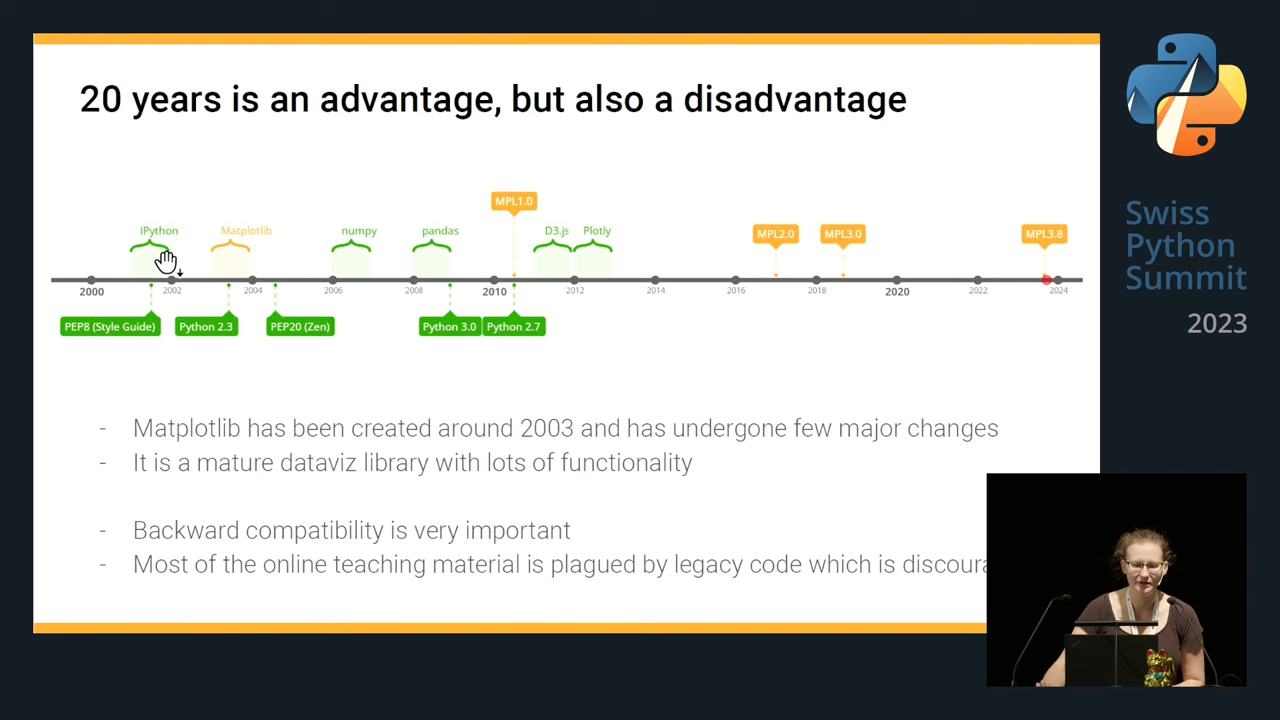 20 years is an advantage, but also a disadvantage
MPL1.0
IPython
Matplotlib
numpy
pandas
D3.js
Plotly
MPL2.0
MPL3.0
MPL3.8
2000
2002
2004
2006
2008
2010
2012
2014
2016
2018
2020
2022
2024
PEP8 (Style Guide)
Python 2.3
PEP20 (Zen)
Python 3.0
Python 2.7
- Matplotlib has been created around 2003 and has undergone few major changes
- It is a mature dataviz library with lots of functionality
- Backward compatibility is very important
- Most of the online teaching material is plagued by legacy code which is
Swiss
Python
Summit
2023